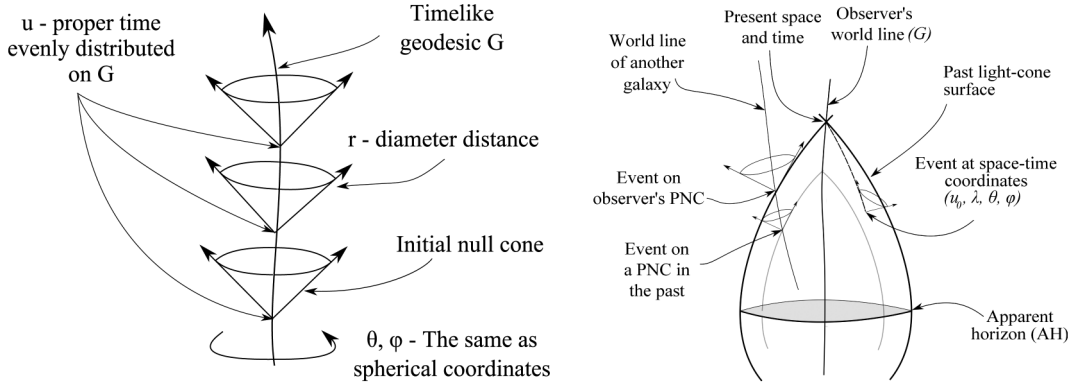 u - proper time
evenly distributed
on G
Timelike
geodesic G
r - diameter distance
Initial null cone
θ, φ - The same as
spherical coordinates
Present space
and time
Observer's
world line (G)
World line
of another
galaxy
Past light-cone
surface
Event on
observer's PNC
Event at space-time
coordinates
(u₀, λ, θ, φ)
Event on
a PNC in
the past
Apparent
horizon (AH)